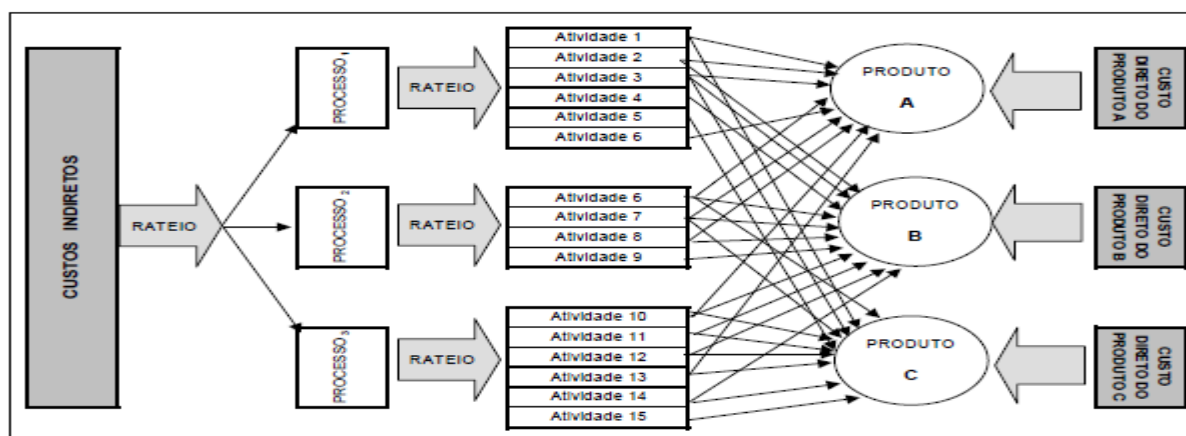 CUSTOS INDIRETOS
RATEIO
PROCESSO 1
RATEIO
Atividade 1
Atividade 2
Atividade 3
Atividade 4
Atividade 5
Atividade 6
PRODUTO
A
CUSTO
DIRETO DO
PRODUTO A
PROCESSO 2
RATEIO
Atividade 6
Atividade 7
Atividade 8
Atividade 9
PRODUTO
B
CUSTO
DIRETO DO
PRODUTO B
PROCESSO 3
RATEIO
Atividade 10
Atividade 11
Atividade 12
Atividade 13
Atividade 14
Atividade 15
PRODUTO
C
CUSTO
DIRETO DO
PRODUTO C